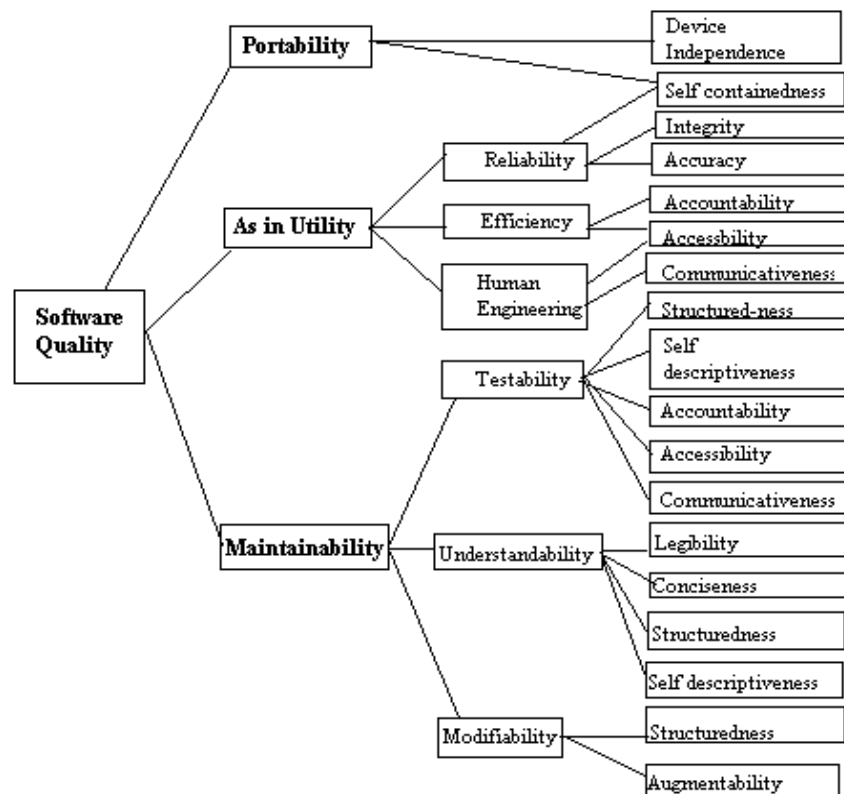 Portability
Device
Independence
Self containedness
Integrity
Reliability
Accuracy
Accountability
As in Utility
Efficiency
Accessbility
Communicativeness
Human
Engineering
Software
Quality
Structured-ness
Self
descriptiveness
Testability
Accountability
Accessibility
Communicativeness
Maintainability
Understandability
Legibility
Conciseness
Structuredness
Self descriptiveness
Modifiability
Structuredness
Augmentability